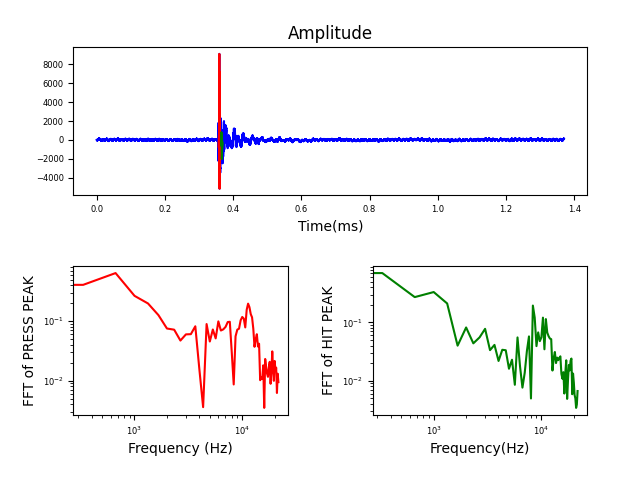 Amplitude
8000
6000
4000
2000
0
−2000
−4000
0.0 0.2 0.4 0.6 0.8 1.0 1.2 1.4
Time(ms)
FFT of PRESS PEAK
10⁻¹
10⁻²
10³ 10⁴
Frequency (Hz)
FFT of HIT PEAK
10⁻¹
10⁻²
10³ 10⁴
Frequency(Hz)